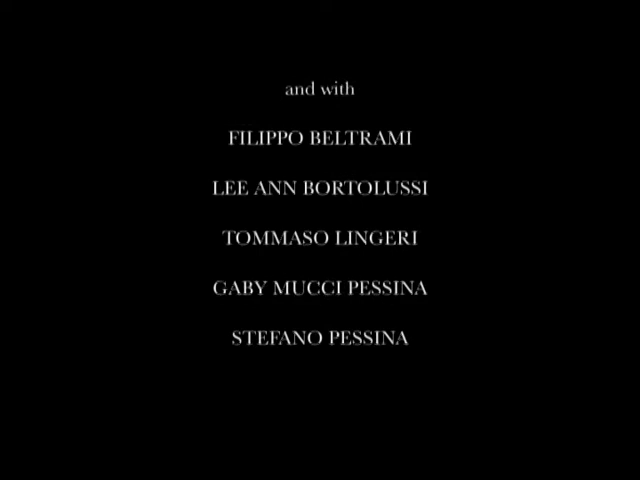 and with
FILIPPO BELTRAMI
LEE ANN BORTOLUSSI
TOMMASO LINGERI
GABY MUCCI PESSINA
STEFANO PESSINA